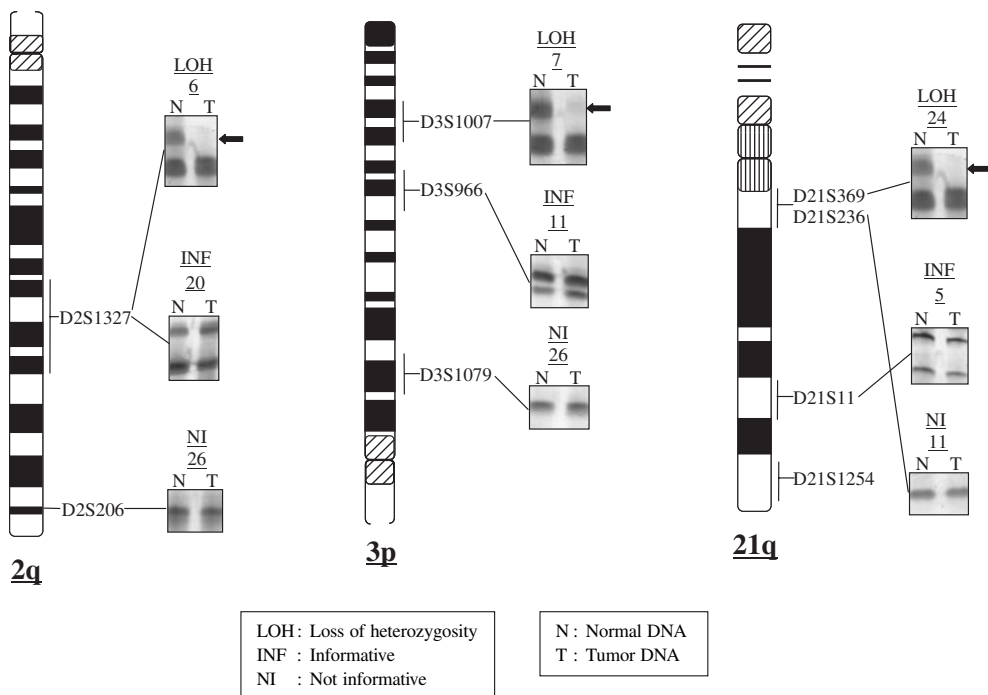 LOH
6
N T
INF
20
N T
D2S1327
NI
26
N T
D2S206
2q
LOH
7
N T
D3S1007
D3S966
INF
11
N T
NI
26
N T
D3S1079
3p
LOH
24
N T
D21S369
D21S236
INF
5
N T
D21S11
NI
11
N T
D21S1254
21q
LOH : Loss of heterozygosity
INF : Informative
NI : Not informative
N : Normal DNA
T : Tumor DNA